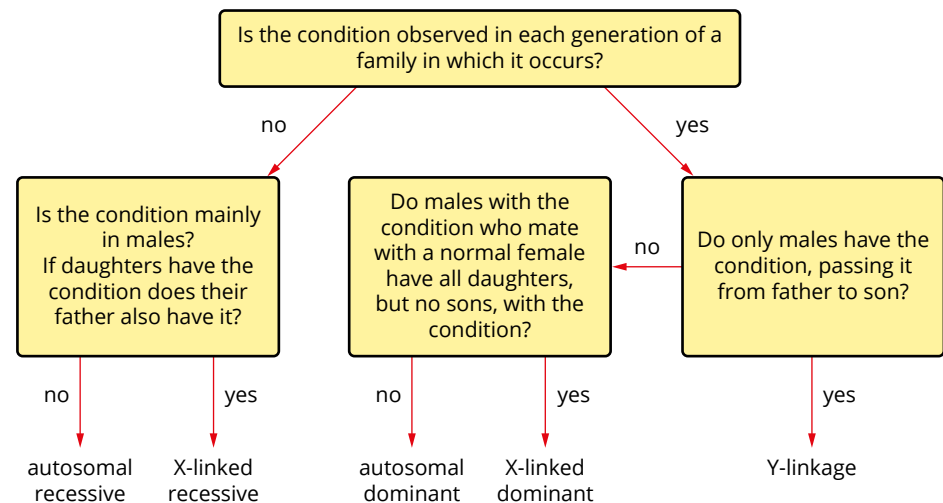 Is the condition observed in each generation of a
family in which it occurs?
no
yes
Is the condition mainly
in males?
If daughters have the
condition does their
father also have it?
Do males with the
condition who mate
with a normal female
have all daughters,
but no sons, with the
condition?
no
Do only males have the
condition, passing it
from father to son?
no
yes
no
yes
yes
autosomal
recessive
X-linked
recessive
autosomal
dominant
X-linked
dominant
Y-linkage